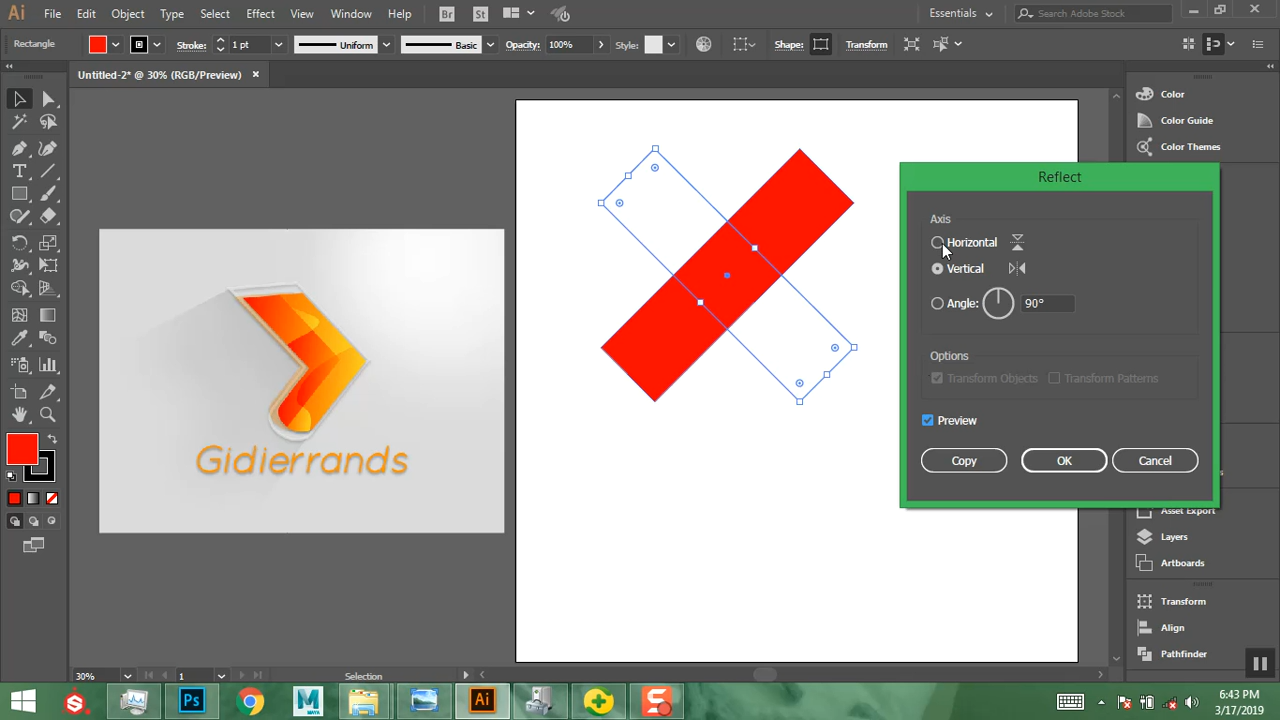 Ai File Edit Object Type Select Effect View Window Help Br St Essentials Search Adobe Stock
Rectangle Stroke: 1 pt Uniform Basic Opacity: 100% Style: Shape: Transform
Untitled-2* @ 30% (RGB/Preview)
Color
Color Guide
Color Themes
Reflect
Axis
Horizontal
Vertical
Angle: 90°
Options
Transform Objects Transform Patterns
Preview
Copy OK Cancel
Gidierrands
Asset Export
Layers
Artboards
Transform
Align
Pathfinder
30% 1 Selection
Ps M MAYA Ai S
6:43 PM
3/17/2019